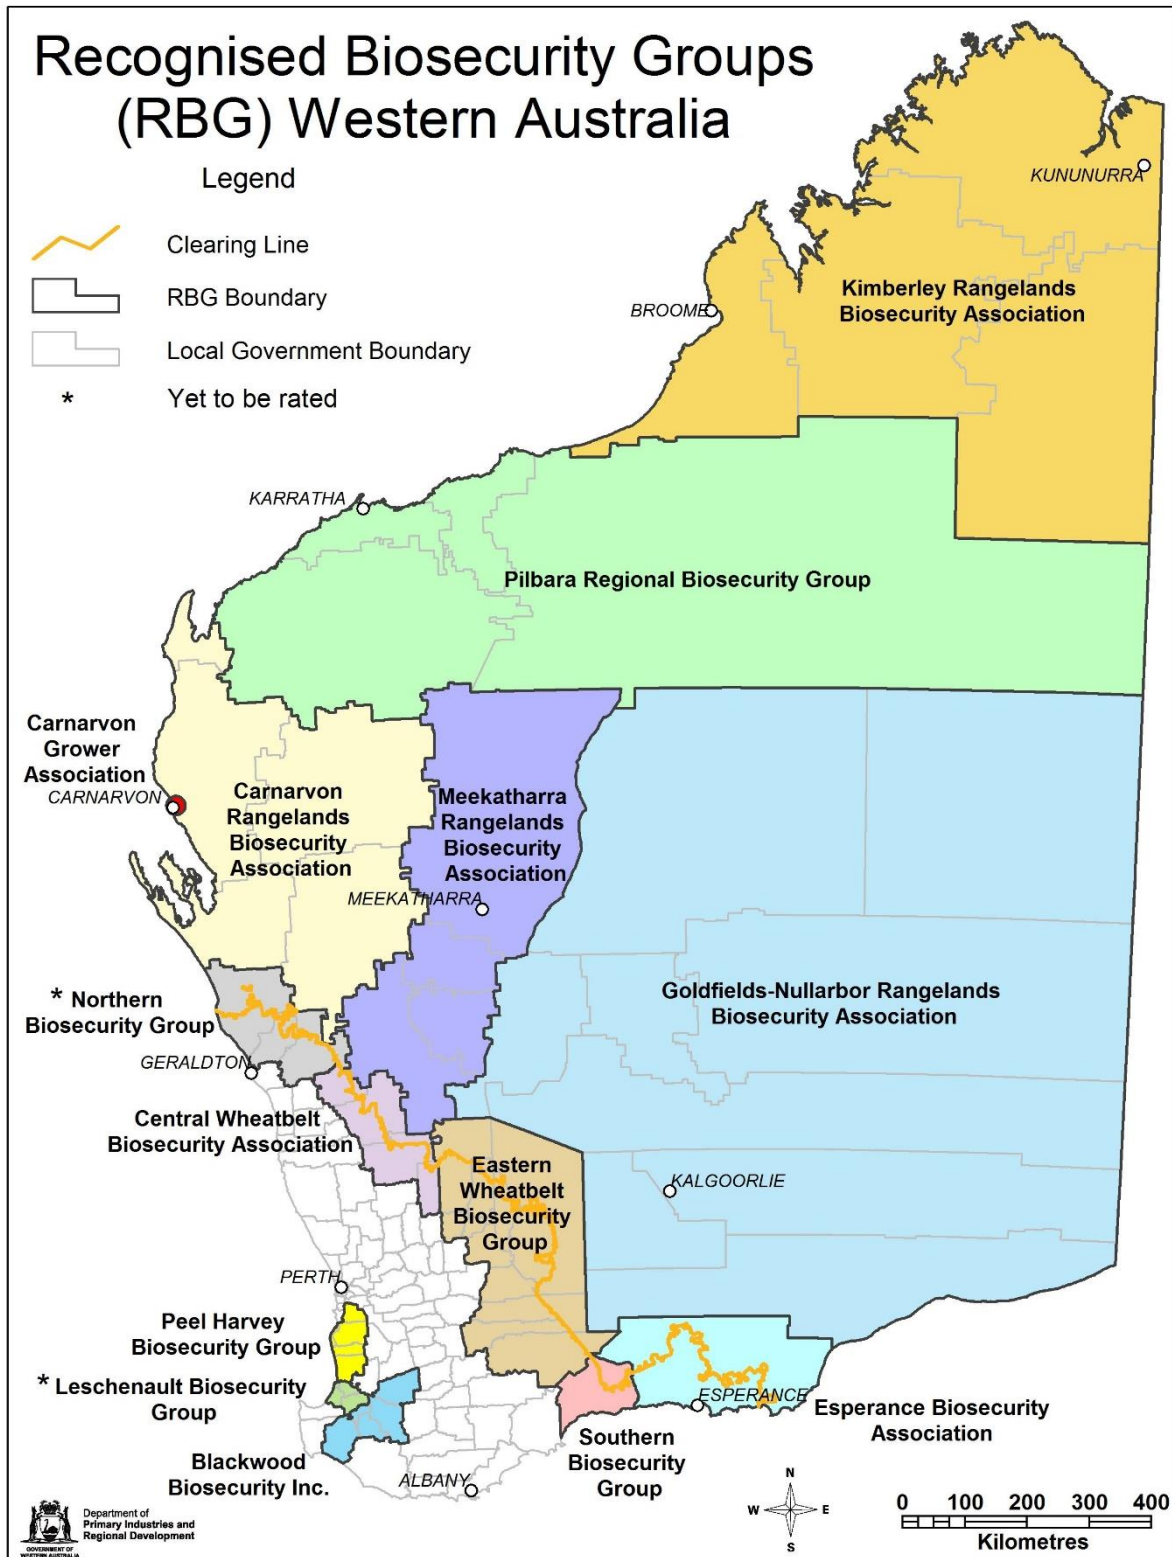 Recognised Biosecurity Groups
(RBG) Western Australia
Legend
Clearing Line
RBG Boundary
Local Government Boundary
* Yet to be rated
KUNUNURRA
Kimberley Rangelands
Biosecurity Association
BROOME
KARRATHA
Pilbara Regional Biosecurity Group
Carnarvon
Grower
Association
CARNARVON
Carnarvon
Rangelands
Biosecurity
Association
Meekatharra
Rangelands
Biosecurity
Association
MEEKATHARRA
* Northern
Biosecurity Group
Goldfields-Nullarbor Rangelands
Biosecurity Association
GERALDTON
Central Wheatbelt
Biosecurity Association
Eastern
Wheatbelt
Biosecurity
Group
KALGOORLIE
PERTH
Peel Harvey
Biosecurity Group
* Leschenault Biosecurity
Group
ESPERANCE
Esperance Biosecurity
Association
Southern
Biosecurity
Group
Blackwood
Biosecurity Inc.
ALBANY
N
W E
S
0 100 200 300 400
Kilometres
Department of
Primary Industries and
Regional Development
GOVERNMENT OF
WESTERN AUSTRALIA